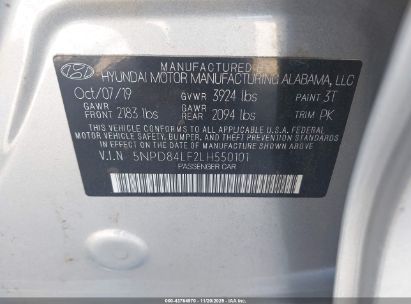 MANUFACTURED BY
HYUNDAI MOTOR MANUFACTURING ALABAMA, LLC
Oct/07/19 GVWR 3924 lbs PAINT 3T
GAWR FRONT 2183 lbs GAWR REAR 2094 lbs TRIM PK
THIS VEHICLE CONFORMS TO ALL APPLICABLE U.S.A. FEDERAL
MOTOR VEHICLE SAFETY, BUMPER, AND THEFT PREVENTION
STANDARDS IN EFFECT ON THE DATE OF MANUFACTURE SHOWN ABOVE.
V.I.N 5NPD84LF2LH550101
PASSENGER CAR